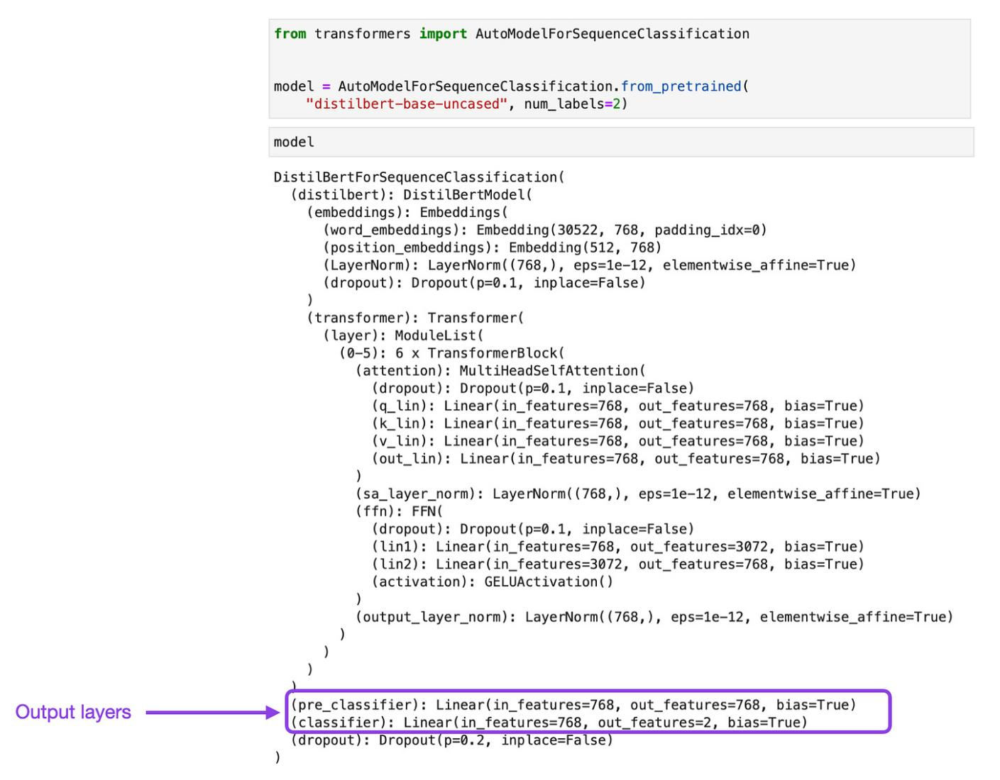 from transformers import AutoModelForSequenceClassification
model = AutoModelForSequenceClassification.from_pretrained(
    "distilbert-base-uncased", num_labels=2)
model
DistilBertForSequenceClassification(
  (distilbert): DistilBertModel(
    (embeddings): Embeddings(
      (word_embeddings): Embedding(30522, 768, padding_idx=0)
      (position_embeddings): Embedding(512, 768)
      (LayerNorm): LayerNorm((768,), eps=1e-12, elementwise_affine=True)
      (dropout): Dropout(p=0.1, inplace=False)
    )
    (transformer): Transformer(
      (layer): ModuleList(
        (0-5): 6 x TransformerBlock(
          (attention): MultiHeadSelfAttention(
            (dropout): Dropout(p=0.1, inplace=False)
            (q_lin): Linear(in_features=768, out_features=768, bias=True)
            (k_lin): Linear(in_features=768, out_features=768, bias=True)
            (v_lin): Linear(in_features=768, out_features=768, bias=True)
            (out_lin): Linear(in_features=768, out_features=768, bias=True)
          )
          (sa_layer_norm): LayerNorm((768,), eps=1e-12, elementwise_affine=True)
          (ffn): FFN(
            (dropout): Dropout(p=0.1, inplace=False)
            (lin1): Linear(in_features=768, out_features=3072, bias=True)
            (lin2): Linear(in_features=3072, out_features=768, bias=True)
            (activation): GELUActivation()
          )
          (output_layer_norm): LayerNorm((768,), eps=1e-12, elementwise_affine=True)
        )
      )
    )
  )
Output layers
  (pre_classifier): Linear(in_features=768, out_features=768, bias=True)
  (classifier): Linear(in_features=768, out_features=2, bias=True)
  (dropout): Dropout(p=0.2, inplace=False)
)